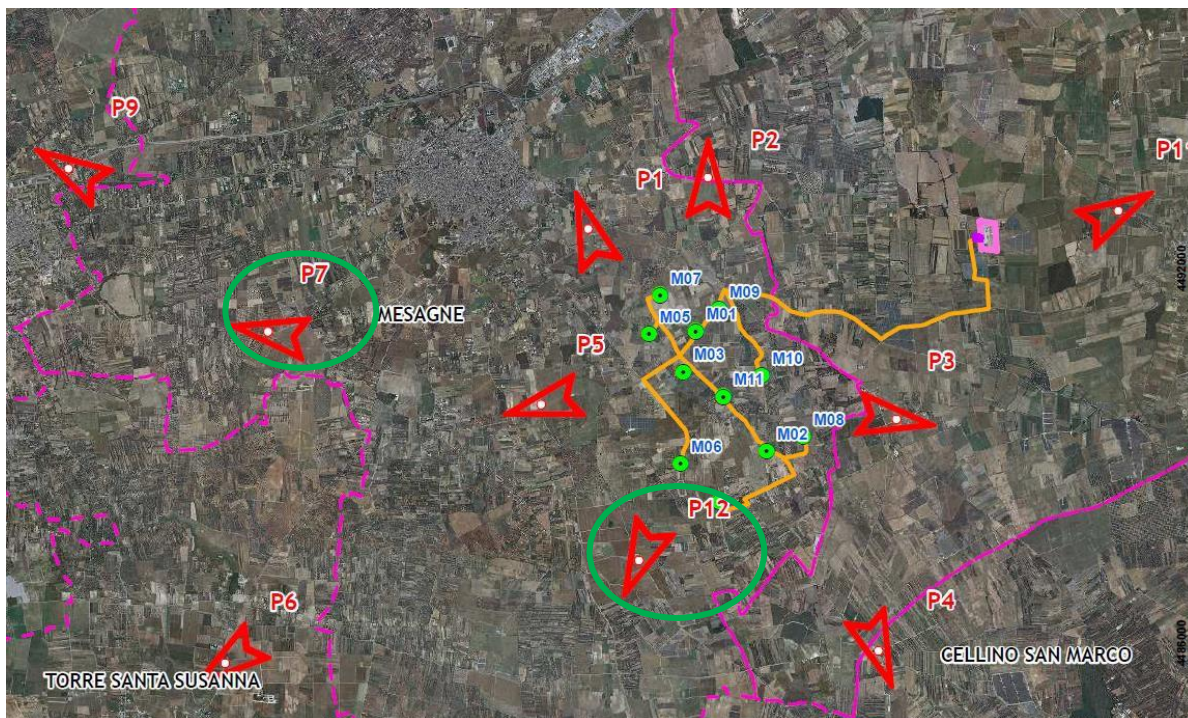 P9
P2
P1
P1
P7
MESAGNE
4492000
M07
M09
M05
M01
P5
M03
M10
P3
M11
M08
M02
M06
P12
P6
P4
TORRE SANTA SUSANNA
CELLINO SAN MARCO